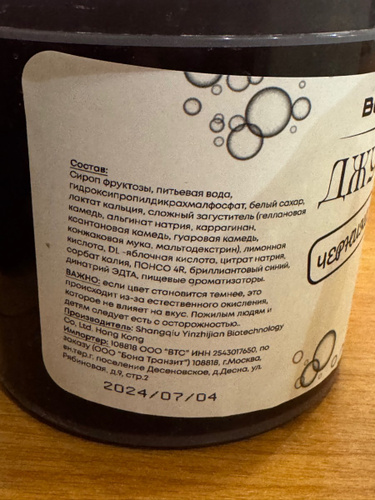 Состав:
Сироп фруктозы, питьевая вода,
гидроксипропилдикрахмалфосфат, белый сахар,
лактат кальция, сложный загуститель (геллановая
камедь, альгинат натрия, каррагинан,
ксантановая камедь, гуаровая камедь,
конжаковая мука, мальтодекстрин), лимонная
кислота, DL -яблочная кислота, цитрат натрия,
сорбат калия, ПОНСО 4R, бриллиантовый синий,
динатрий ЭДТА, пищевые ароматизаторы.
ВАЖНО: если цвет становится темнее, это
происходит из-за естественного окисления,
которое не влияет на вкус. Пожилым людям и
детям следует есть с осторожностью.
Производитель: Shangqiu Yinzhijian Biotechnology
Co, Ltd. Hong Kong
Импортер: 108818 ООО "ВТС" ИНН 2543017650, по
заказу (ООО "Бона Транзит") 108818, г.Москва,
вн.тер.г. поселение Десеновское, д.Десна, ул.
Рябиновая, д.9, стр.2
2024/07/04
ДЖУ